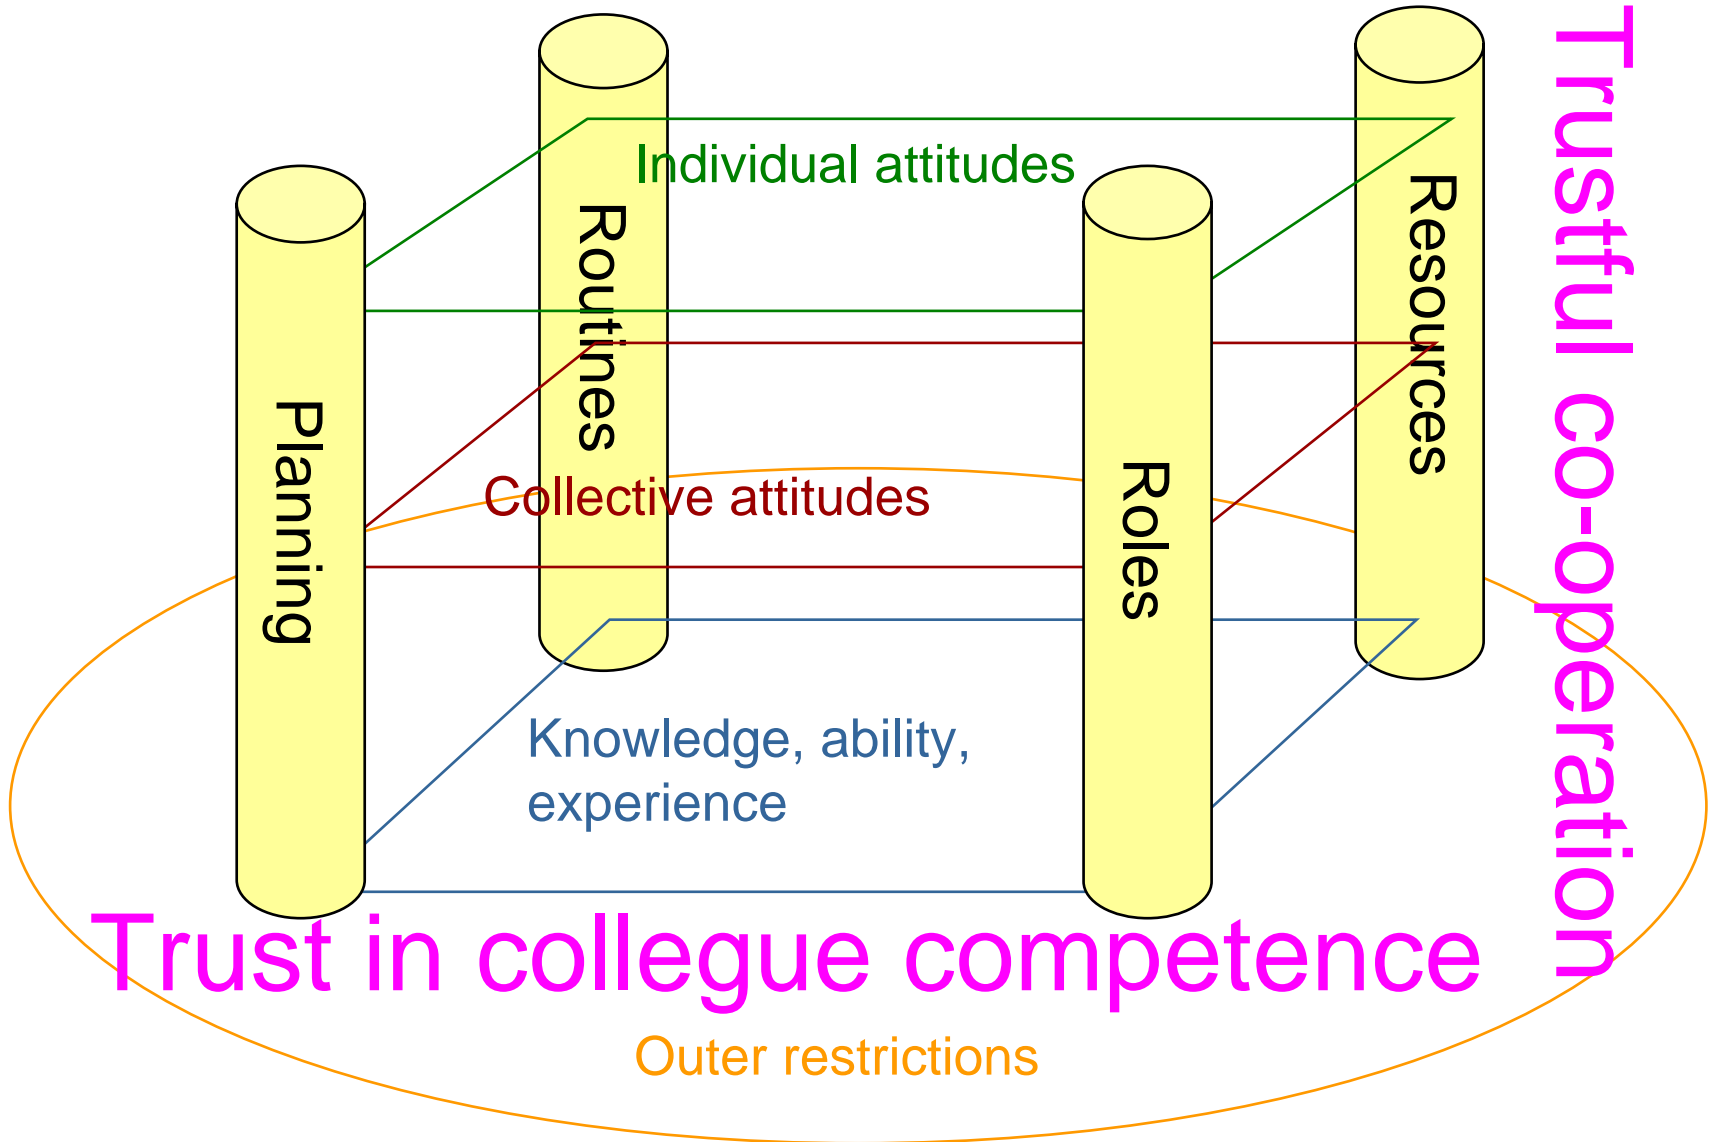 Individual attitudes
Routines
Resources
Planning
Collective attitudes
Roles
Knowledge, ability,
experience
Trust in collegue competence
Outer restrictions
Trustful co-operation